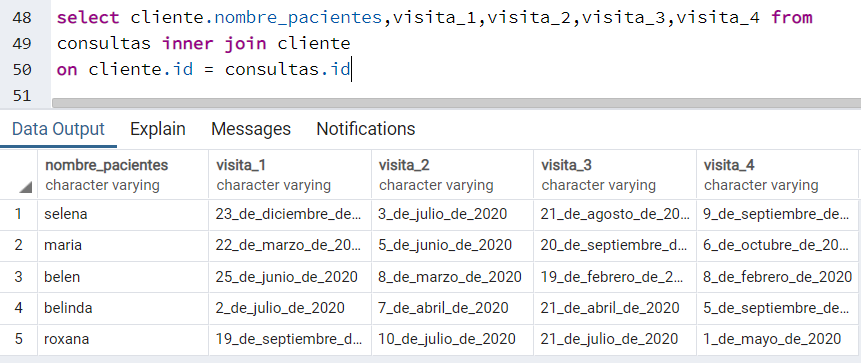 48 select cliente.nombre_pacientes,visita_1,visita_2,visita_3,visita_4 from
49 consultas inner join cliente
50 on cliente.id = consultas.id
51
Data Output Explain Messages Notifications
nombre_pacientes visita_1 visita_2 visita_3 visita_4
character varying character varying character varying character varying character varying
1 selena 23_de_diciembre_de... 3_de_julio_de_2020 21_de_agosto_de_20... 9_de_septiembre_de...
2 maria 22_de_marzo_de_20... 5_de_junio_de_2020 20_de_septiembre_d... 6_de_octubre_de_20...
3 belen 25_de_junio_de_2020 8_de_marzo_de_2020 19_de_febrero_de_2... 8_de_febrero_de_2020
4 belinda 2_de_julio_de_2020 7_de_abril_de_2020 21_de_abril_de_2020 5_de_septiembre_de...
5 roxana 19_de_septiembre_d... 10_de_julio_de_2020 21_de_julio_de_2020 1_de_mayo_de_2020